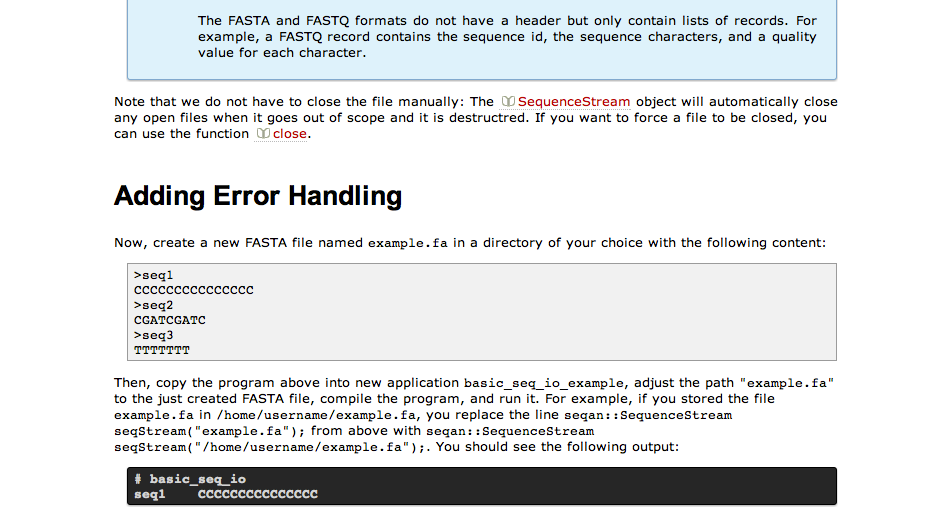 The FASTA and FASTQ formats do not have a header but only contain lists of records. For
example, a FASTQ record contains the sequence id, the sequence characters, and a quality
value for each character.
Note that we do not have to close the file manually: The SequenceStream object will automatically close
any open files when it goes out of scope and it is destructred. If you want to force a file to be closed, you
can use the function close.
Adding Error Handling
Now, create a new FASTA file named example.fa in a directory of your choice with the following content:
>seq1
CCCCCCCCCCCCCCC
>seq2
CGATCGATC
>seq3
TTTTTTT
Then, copy the program above into new application basic_seq_io_example, adjust the path "example.fa"
to the just created FASTA file, compile the program, and run it. For example, if you stored the file
example.fa in /home/username/example.fa, you replace the line seqan::SequenceStream
seqStream("example.fa"); from above with seqan::SequenceStream
seqStream("/home/username/example.fa");. You should see the following output:
# basic_seq_io
seq1    CCCCCCCCCCCCCCC